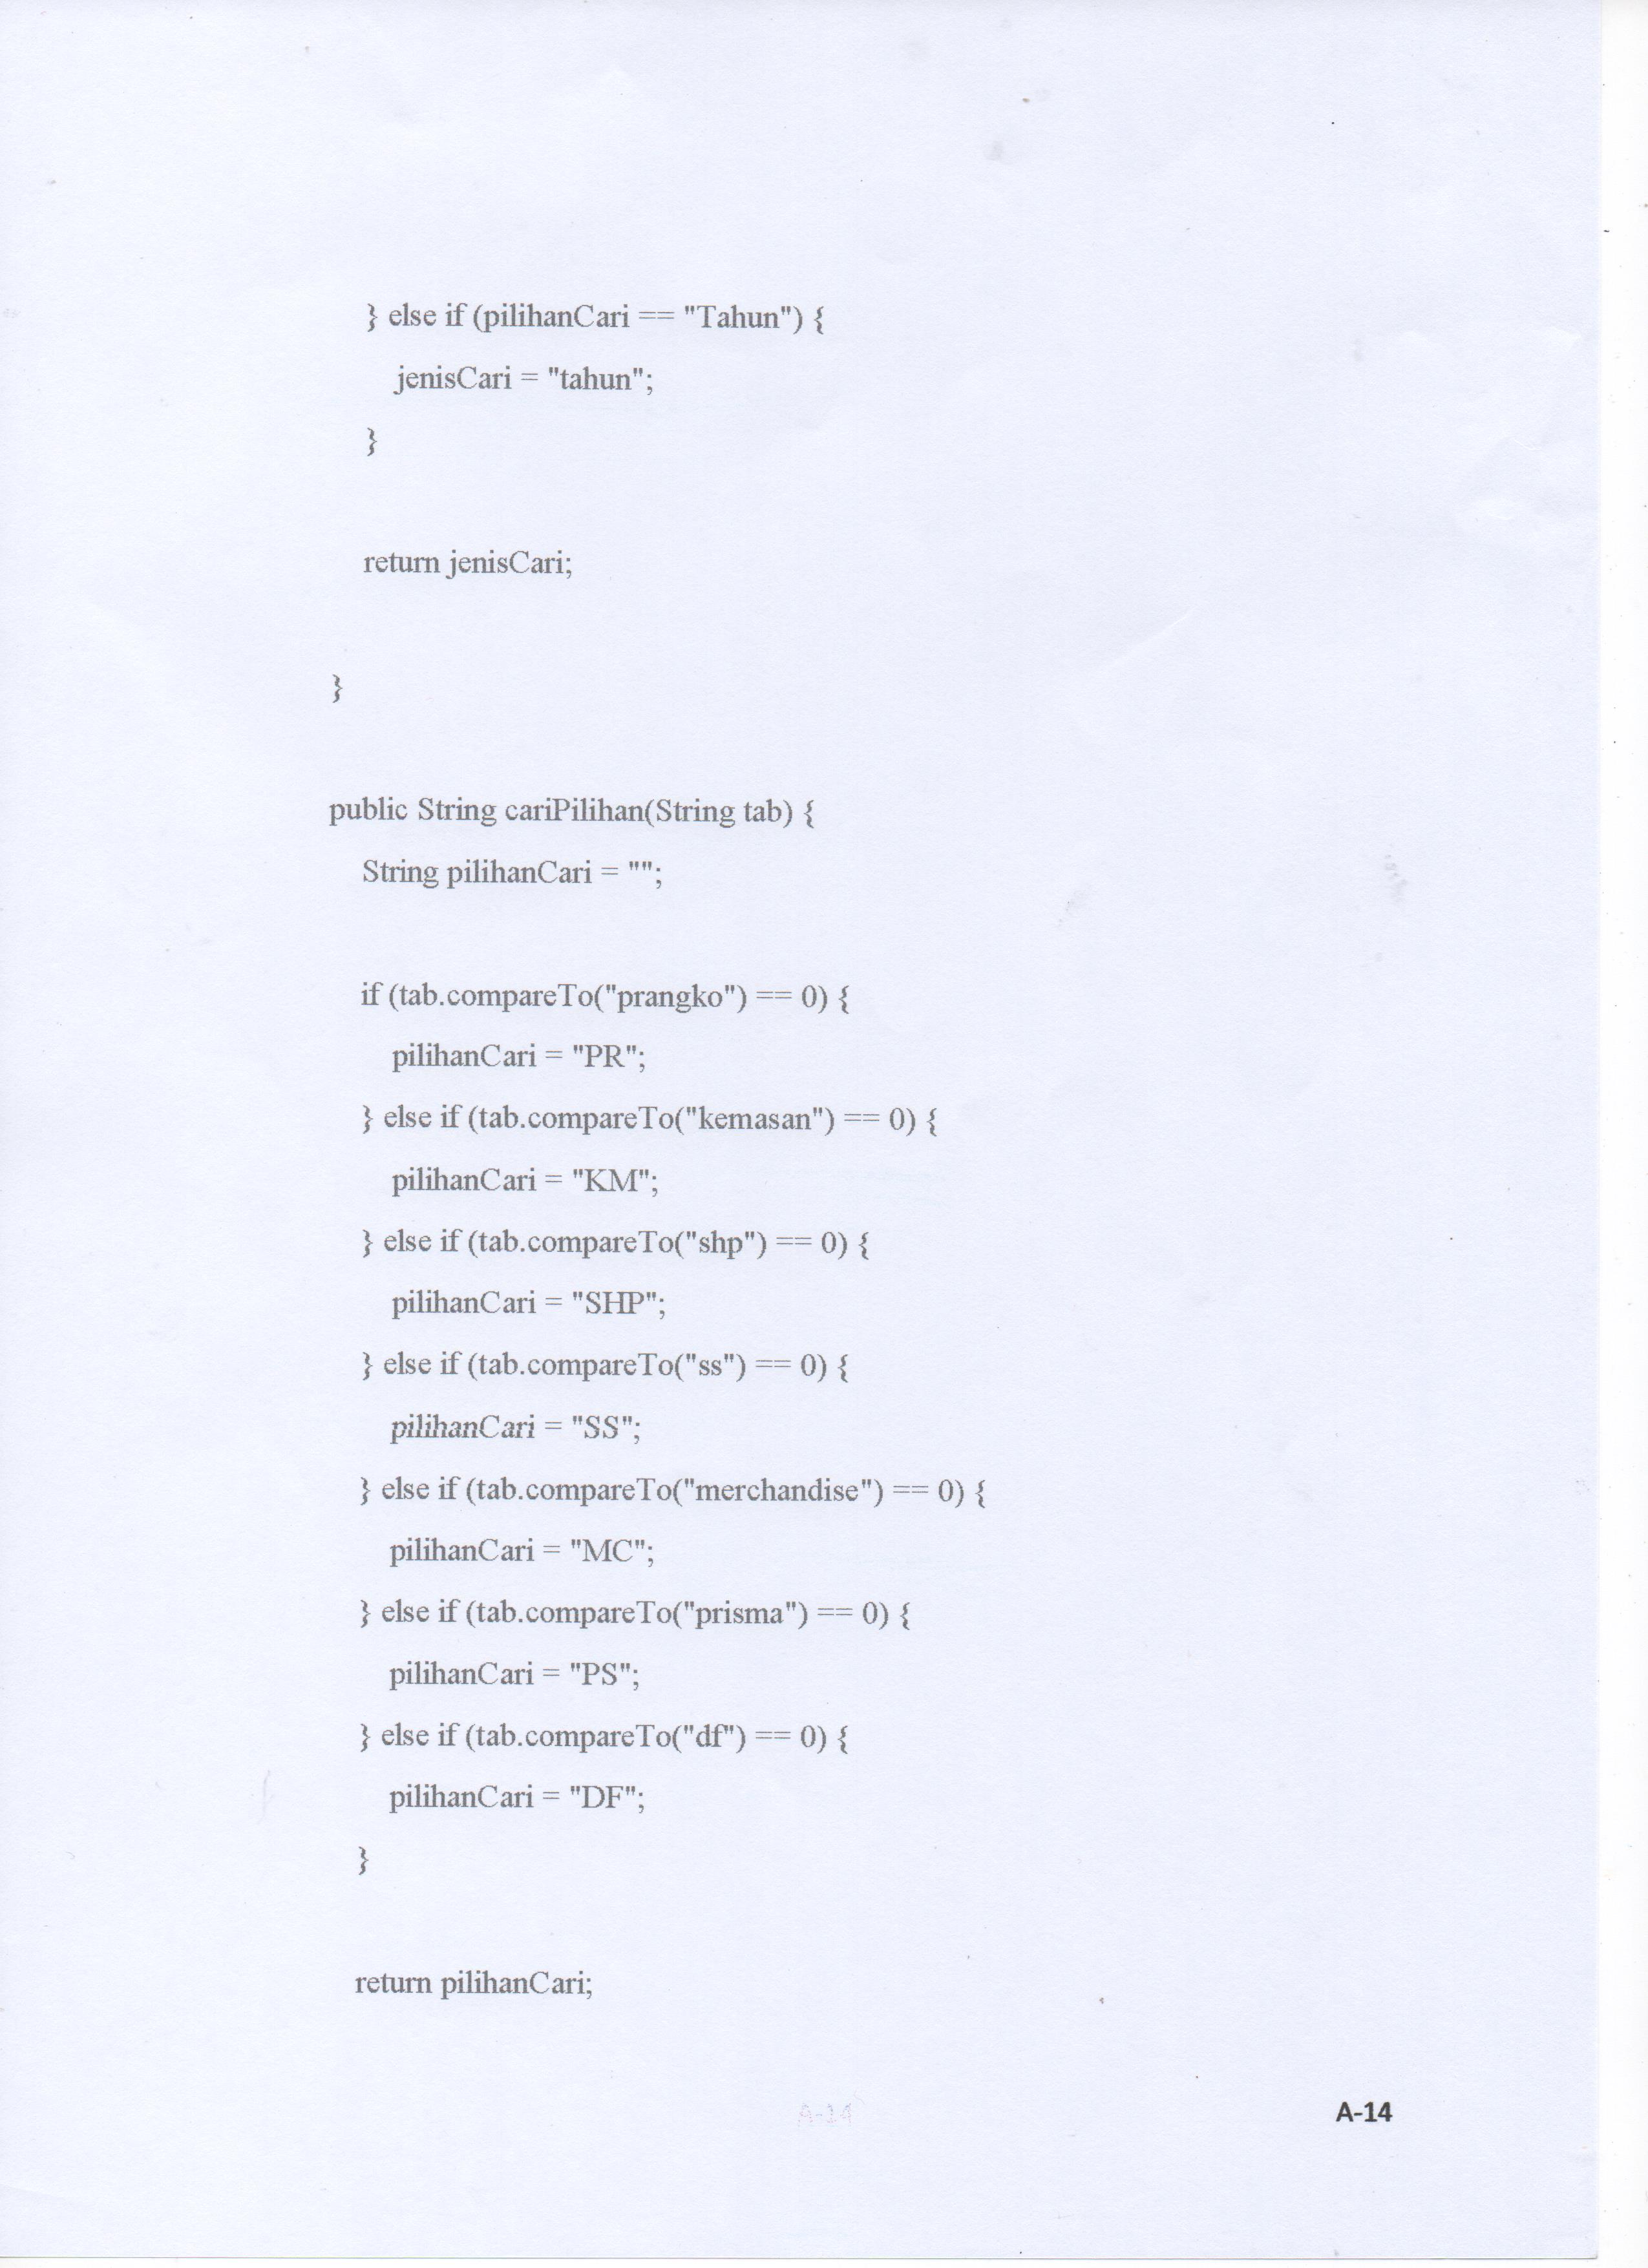 } else if (pilihanCari == "Tahun") {
jenisCari = "tahun";
}
return jenisCari;
}
public String cariPilihan(String tab) {
String pilihanCari = "";
if (tab.compareTo("prangko") == 0) {
pilihanCari = "PR";
} else if (tab.compareTo("kemasan") == 0) {
pilihanCari = "KM";
} else if (tab.compareTo("shp") == 0) {
pilihanCari = "SHP";
} else if (tab.compareTo("ss") == 0) {
pilihanCari = "SS";
} else if (tab.compareTo("merchandise") == 0) {
pilihanCari = "MC";
} else if (tab.compareTo("prisma") == 0) {
pilihanCari = "PS";
} else if (tab.compareTo("df") == 0) {
pilihanCari = "DF";
}
return pilihanCari;
A-14 A-14